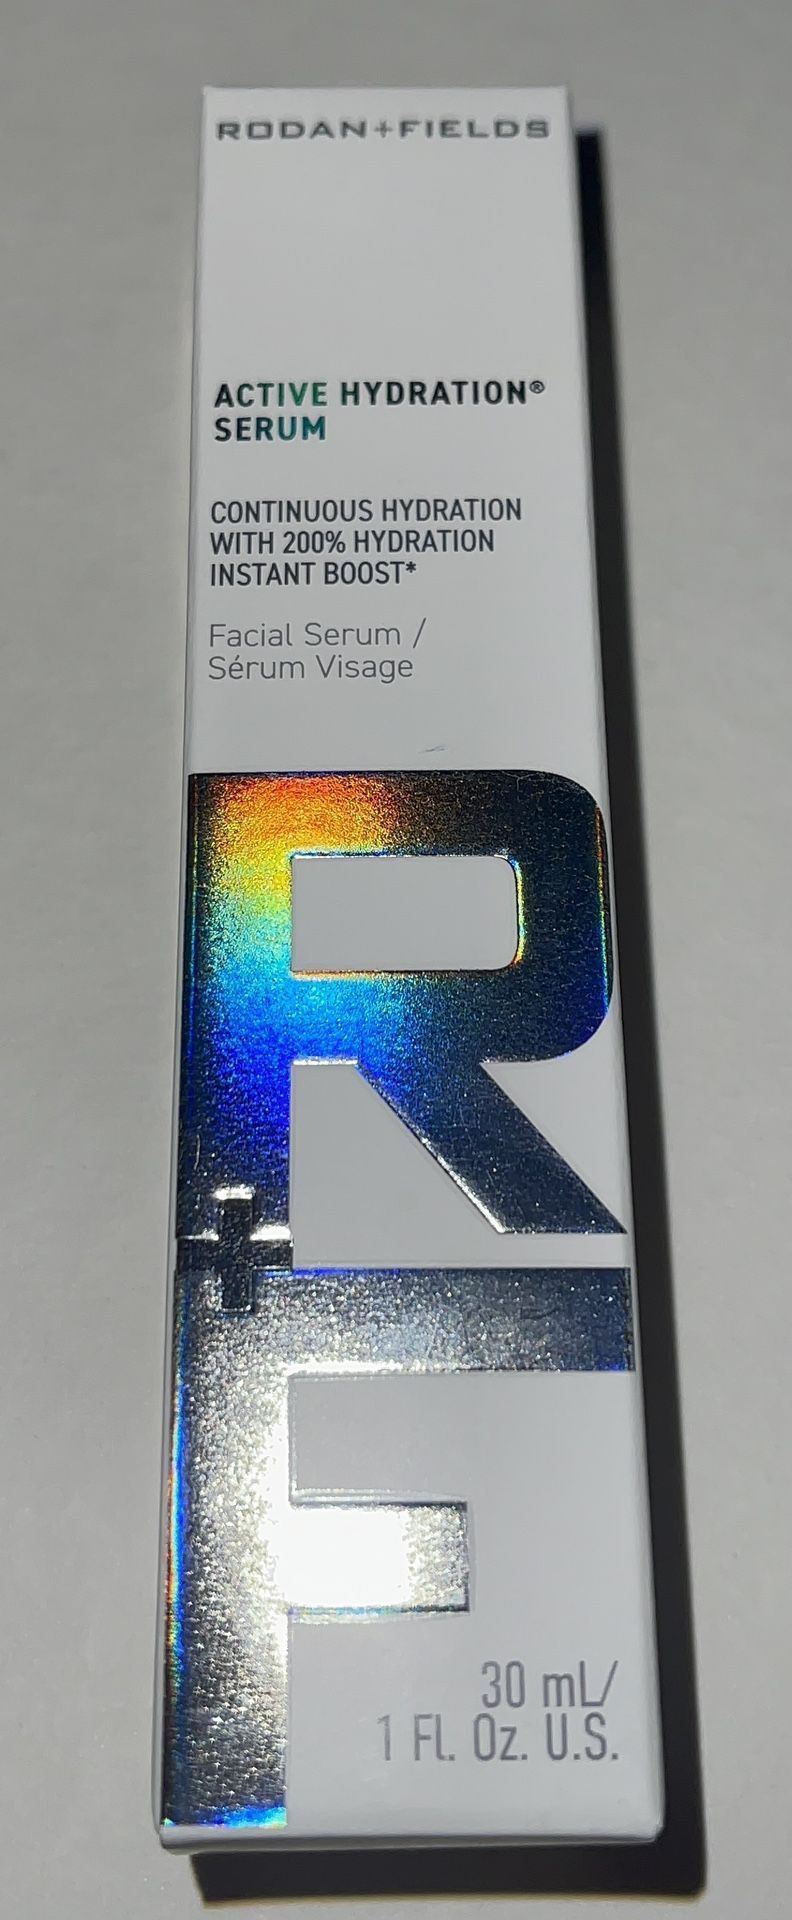 RODAN+FIELDS
ACTIVE HYDRATION®
SERUM
CONTINUOUS HYDRATION
WITH 200% HYDRATION
INSTANT BOOST*
Facial Serum /
Sérum Visage
R
+
F
30 mL/
1 Fl. Oz. U.S.